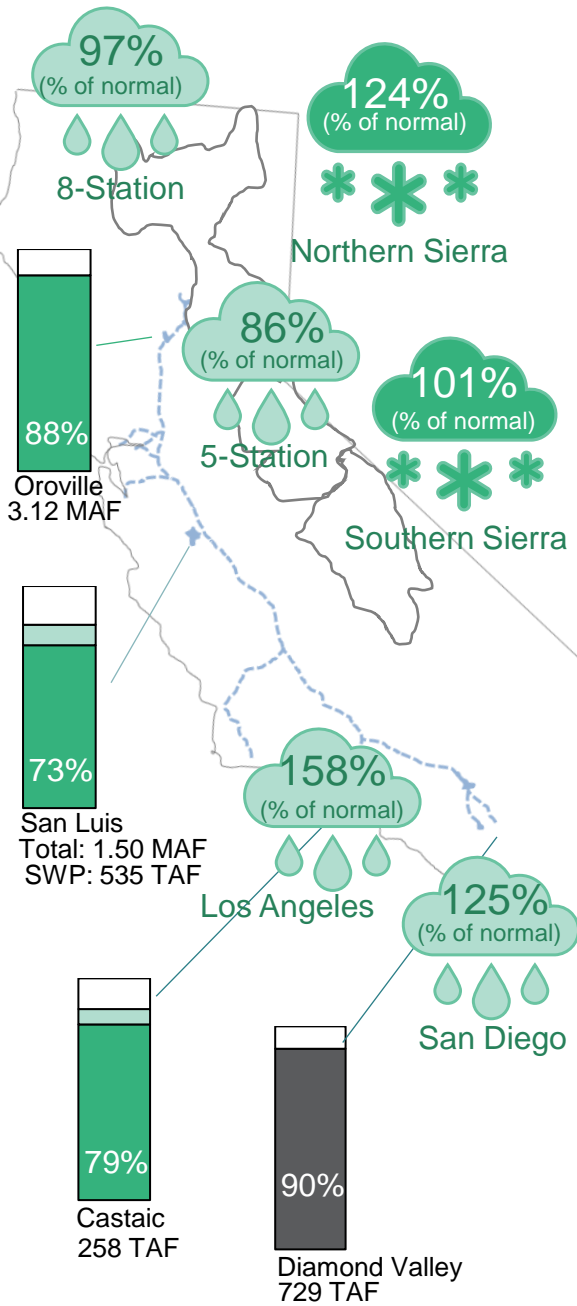 97%
(% of normal)
8-Station
124%
(% of normal)
Northern Sierra
88%
Oroville
3.12 MAF
86%
(% of normal)
5-Station
101%
(% of normal)
Southern Sierra
73%
San Luis
Total: 1.50 MAF
SWP: 535 TAF
158%
(% of normal)
Los Angeles
125%
(% of normal)
San Diego
79%
Castaic
258 TAF
90%
Diamond Valley
729 TAF